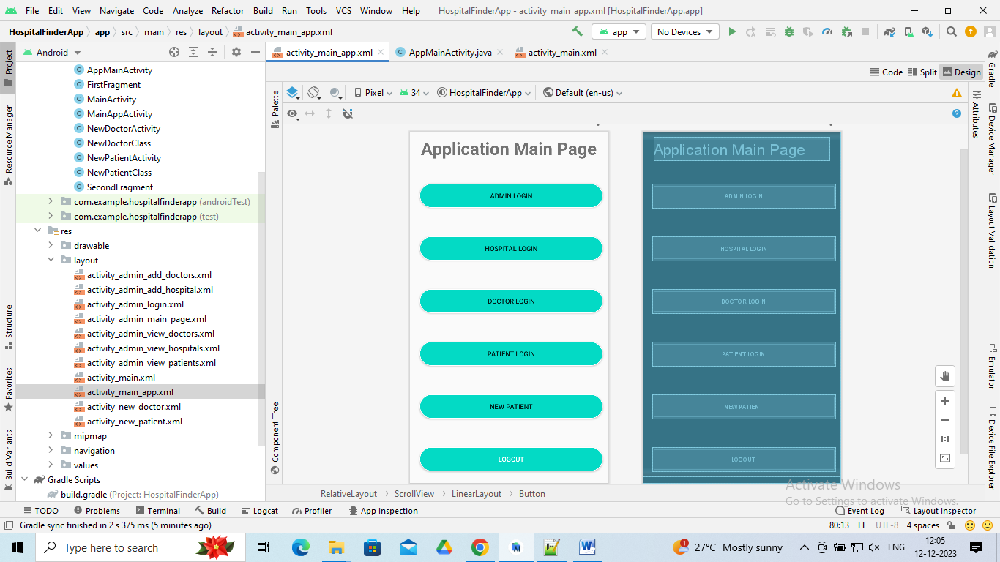 File Edit View Navigate Code Analyze Refactor Build Run Tools VCS Window Help HospitalFinderApp - activity_main_app.xml [HospitalFinderApp.app]
HospitalFinderApp app src main res layout activity_main_app.xml app No Devices
Project
Resource Manager
Structure
Favorites
Build Variants
Android
AppMainActivity
FirstFragment
MainActivity
MainAppActivity
NewDoctorActivity
NewDoctorClass
NewPatientActivity
NewPatientClass
SecondFragment
com.example.hospitalfinderapp (androidTest)
com.example.hospitalfinderapp (test)
res
drawable
layout
activity_admin_add_doctors.xml
activity_admin_add_hospital.xml
activity_admin_login.xml
activity_admin_main_page.xml
activity_admin_view_doctors.xml
activity_admin_view_hospitals.xml
activity_admin_view_patients.xml
activity_main.xml
activity_main_app.xml
activity_new_doctor.xml
activity_new_patient.xml
mipmap
navigation
values
Gradle Scripts
build.gradle (Project: HospitalFinderApp)
activity_main_app.xml AppMainActivity.java activity_main.xml
Code Split Design
Palette
Component Tree
Pixel 34 HospitalFinderApp Default (en-us)
Application Main Page
ADMIN LOGIN
HOSPITAL LOGIN
DOCTOR LOGIN
PATIENT LOGIN
NEW PATIENT
LOGOUT
Application Main Page
ADMIN LOGIN
HOSPITAL LOGIN
DOCTOR LOGIN
PATIENT LOGIN
NEW PATIENT
LOGOUT
1:1
Attributes
Gradle
Device Manager
Layout Validation
Emulator
Device File Explorer
Activate Windows
Go to Settings to activate Windows.
RelativeLayout ScrollView LinearLayout Button
TODO Problems Terminal Build Logcat Profiler App Inspection Event Log Layout Inspector
Gradle sync finished in 2 s 375 ms (5 minutes ago) 80:13 LF UTF-8 4 spaces
Type here to search
1 27°C Mostly sunny ENG 12:05
12-12-2023